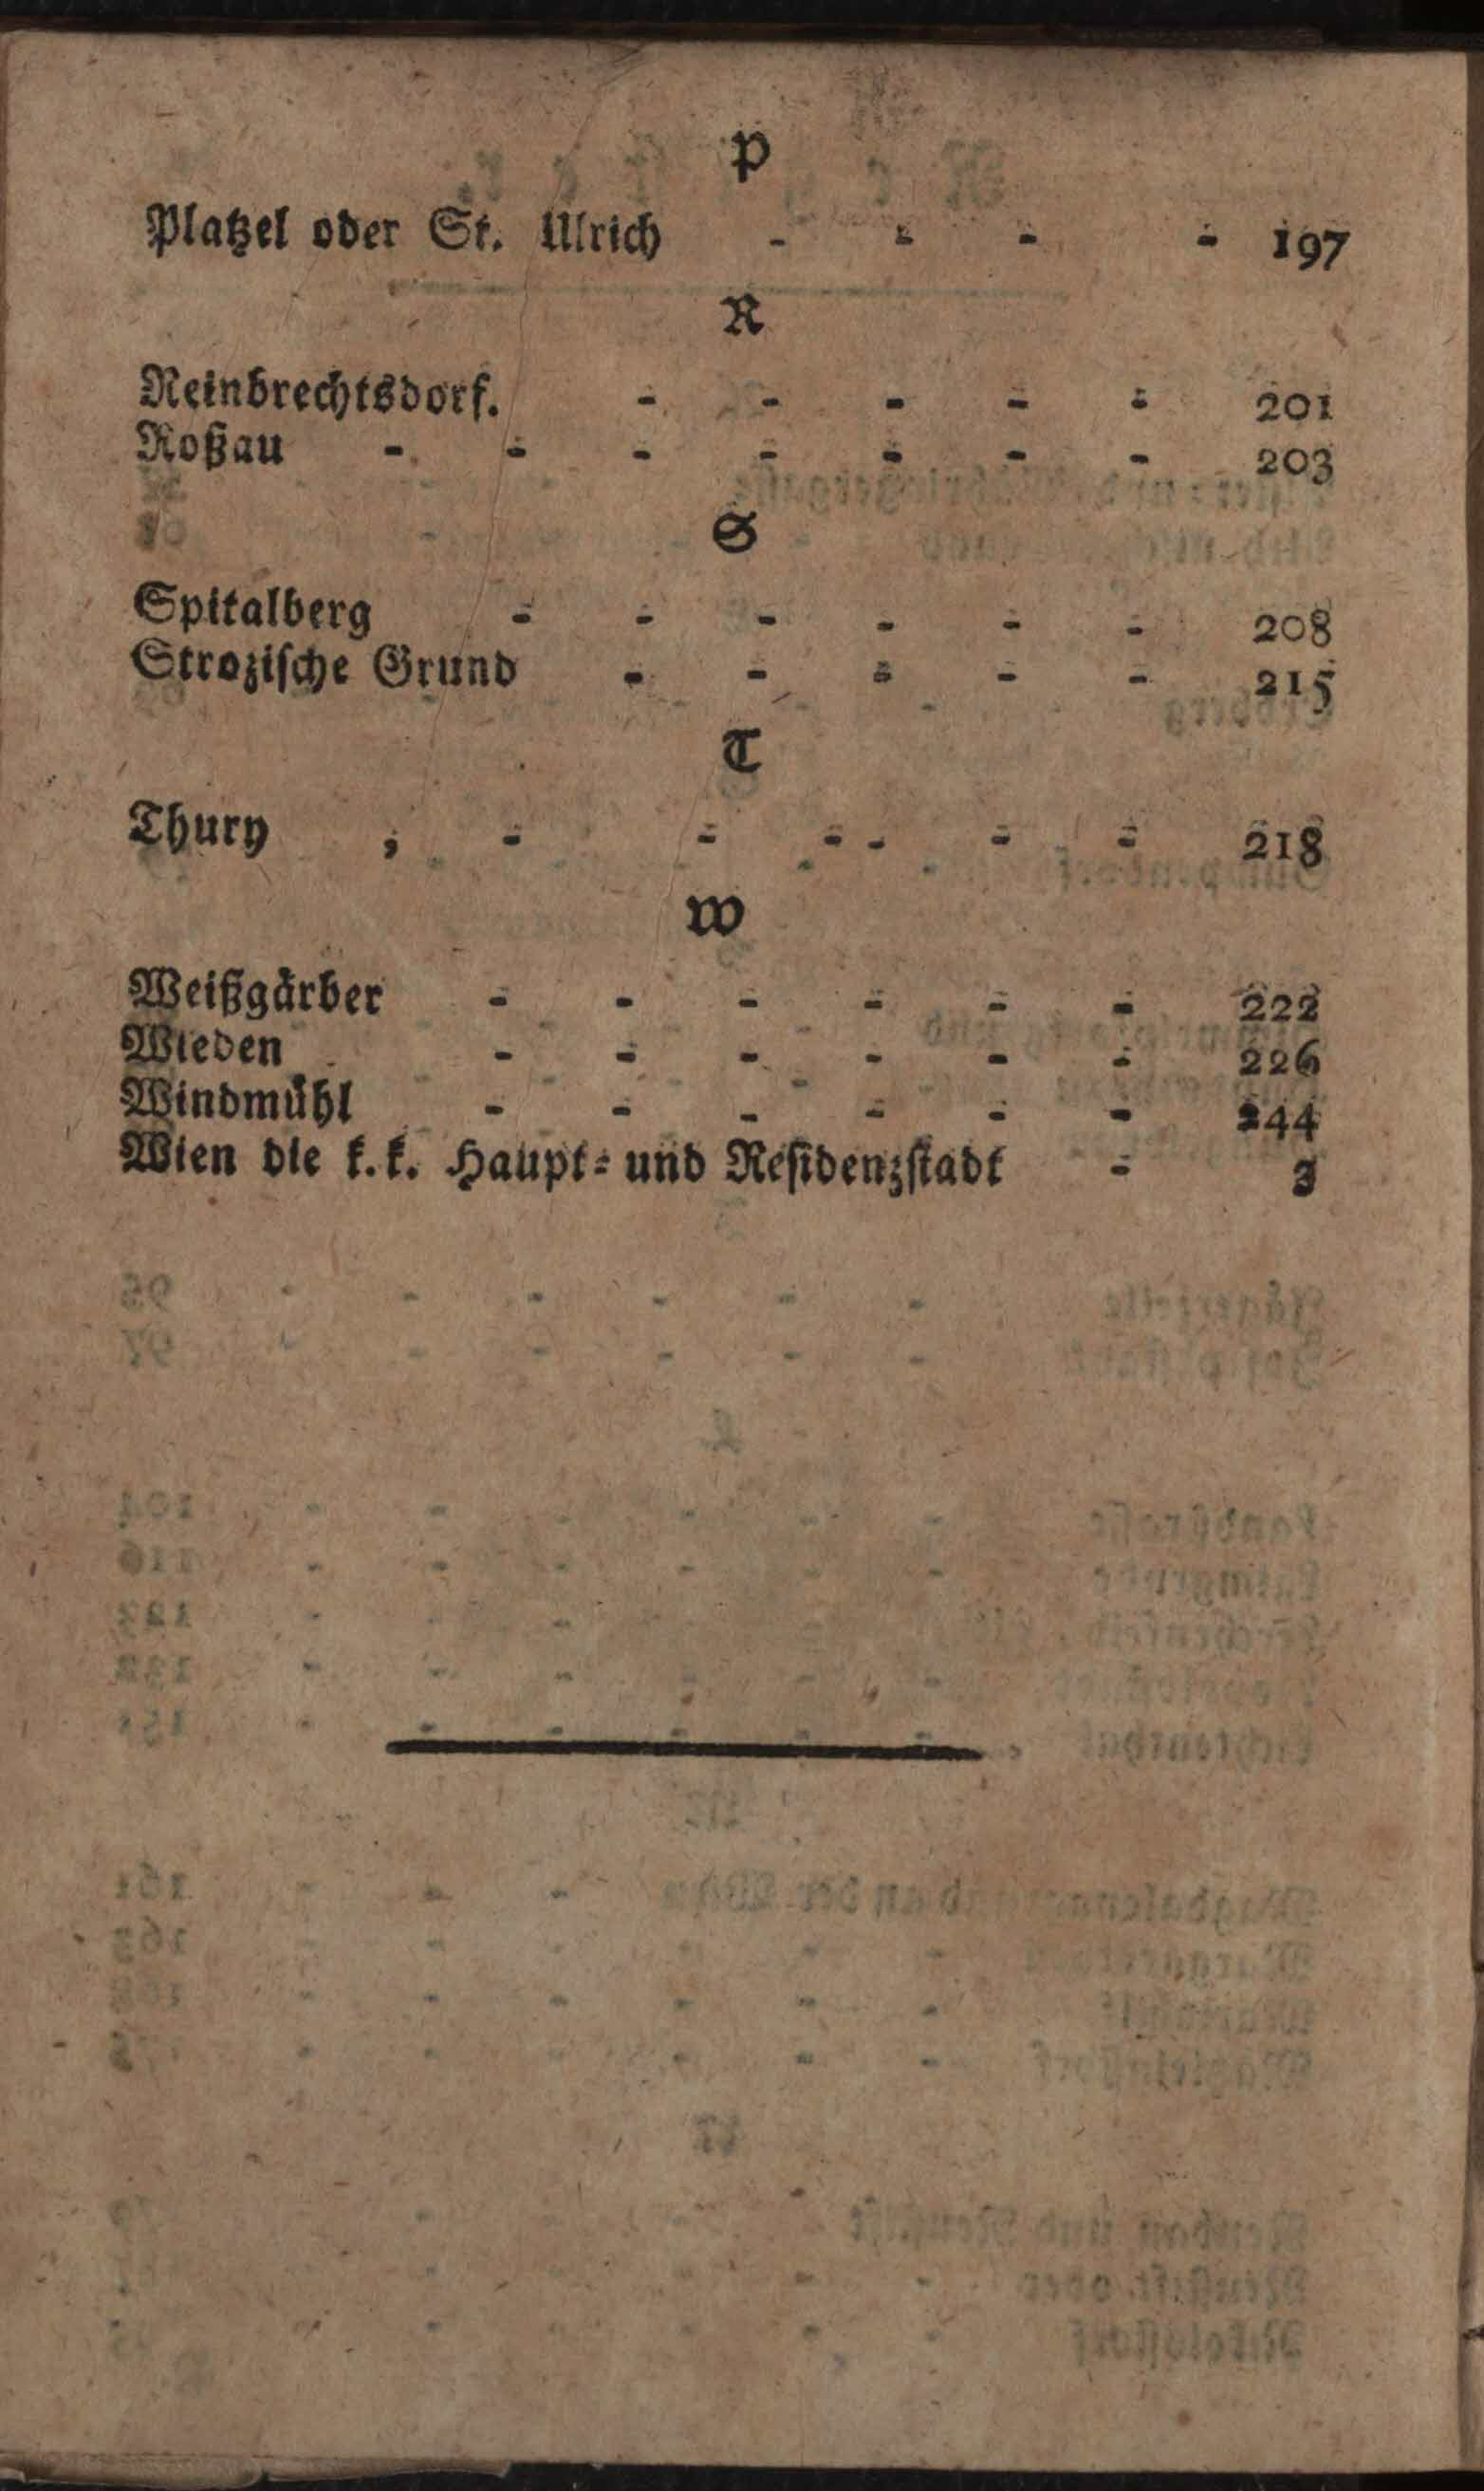 P
Platzel oder St. Ulrich - - - - 197
R
Reinbrechtsdorf. - - - - - 201
Roßau - - - - - - - 203
S
Spitalberg - - - - - - 208
Strozische Grund - - - - - 215
T
Thury , - - - - - - 218
W
Weißgärber - - - - - - 222
Wieden - - - - - - 226
Windmühl - - - - - - 244
Wien die k.k. Haupt- und Residenzstadt - 3